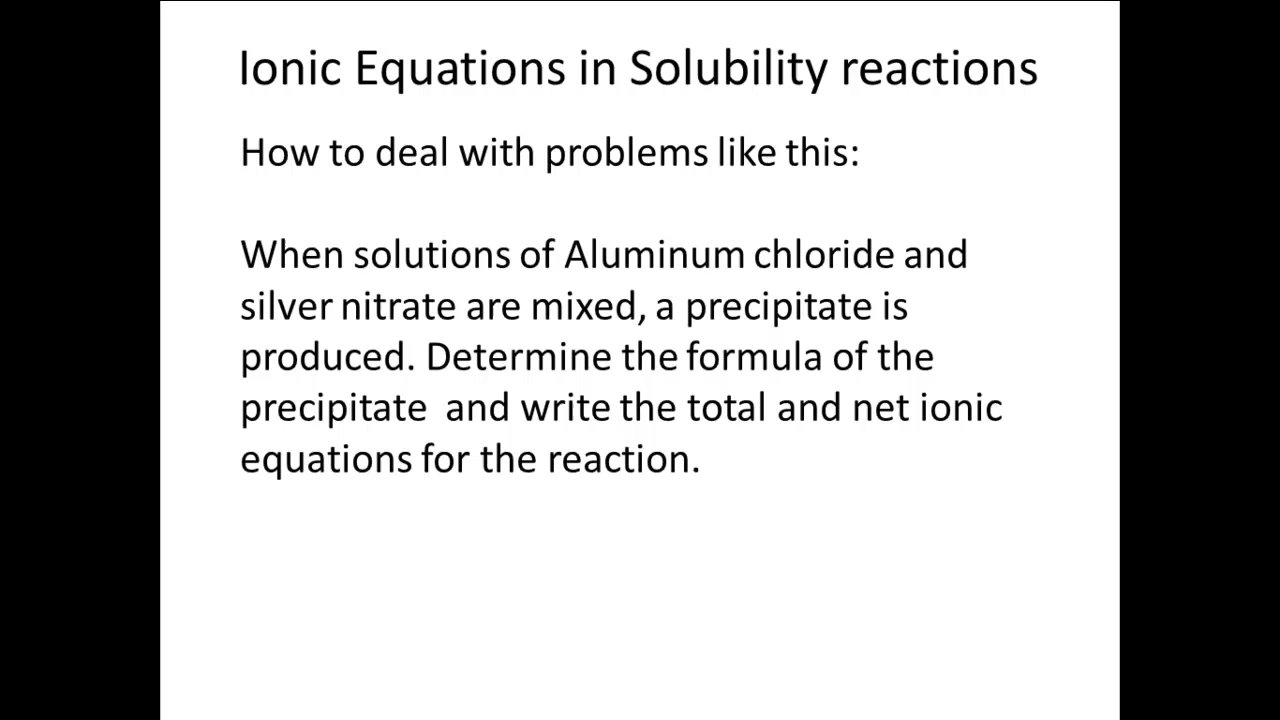 Ionic Equations in Solubility reactions
How to deal with problems like this:
When solutions of Aluminum chloride and
silver nitrate are mixed, a precipitate is
produced. Determine the formula of the
precipitate  and write the total and net ionic
equations for the reaction.